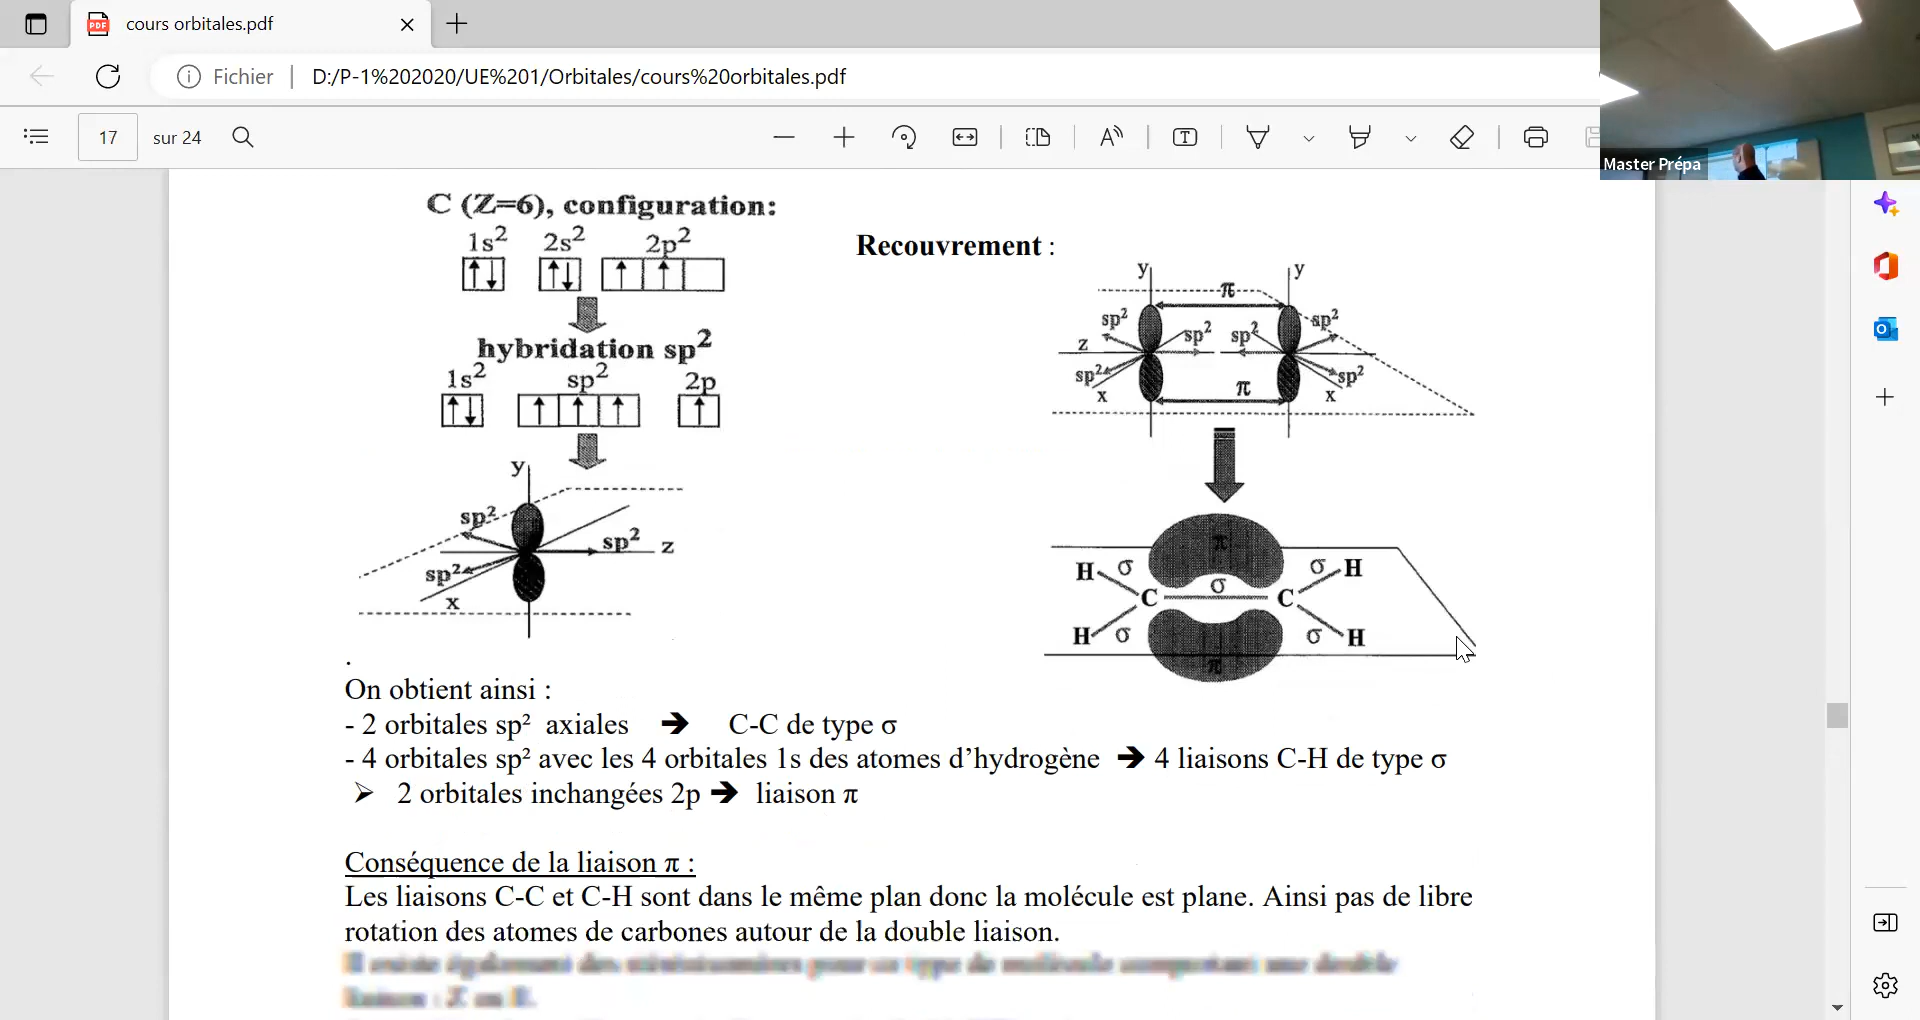 cours orbitales.pdf
Fichier D:/P-1%202020/UE%201/Orbitales/cours%20orbitales.pdf
17 sur 24
Master Prépa
C (Z=6), configuration:
1s² 2s² 2p²
hybridation sp²
1s² sp² 2p
y
sp² sp² z
sp²
x
Recouvrement :
y y
π
sp² sp² sp² sp²
z
sp² sp²
x π x
π
H σ σ H
C σ C
H σ σ H
π
.
On obtient ainsi :
- 2 orbitales sp² axiales ➔ C-C de type σ
- 4 orbitales sp² avec les 4 orbitales 1s des atomes d’hydrogène ➔ 4 liaisons C-H de type σ
➢ 2 orbitales inchangées 2p ➔ liaison π
Conséquence de la liaison π :
Les liaisons C-C et C-H sont dans le même plan donc la molécule est plane. Ainsi pas de libre
rotation des atomes de carbones autour de la double liaison.